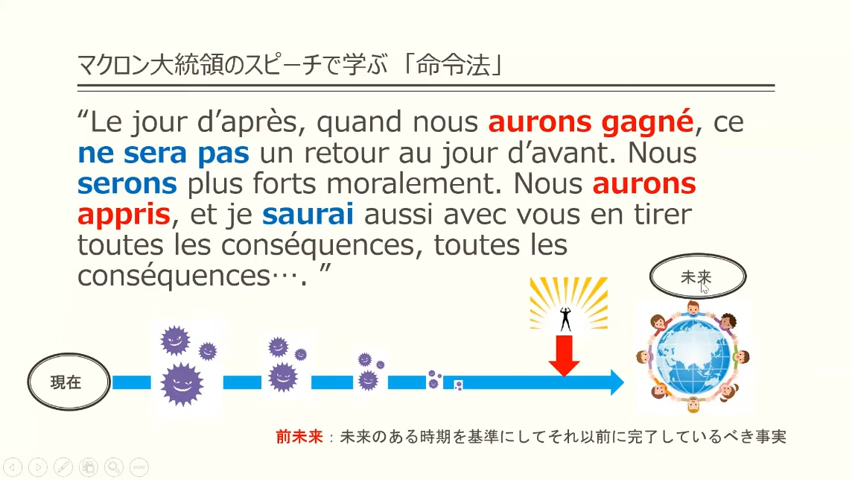 マクロン大統領のスピーチで学ぶ「命令法」
“Le jour d’après, quand nous aurons gagné, ce
ne sera pas un retour au jour d’avant. Nous
serons plus forts moralement. Nous aurons
appris, et je saurai aussi avec vous en tirer
toutes les conséquences, toutes les
conséquences…. ”
未来
現在
前未来：未来のある時期を基準にしてそれ以前に完了しているべき事実